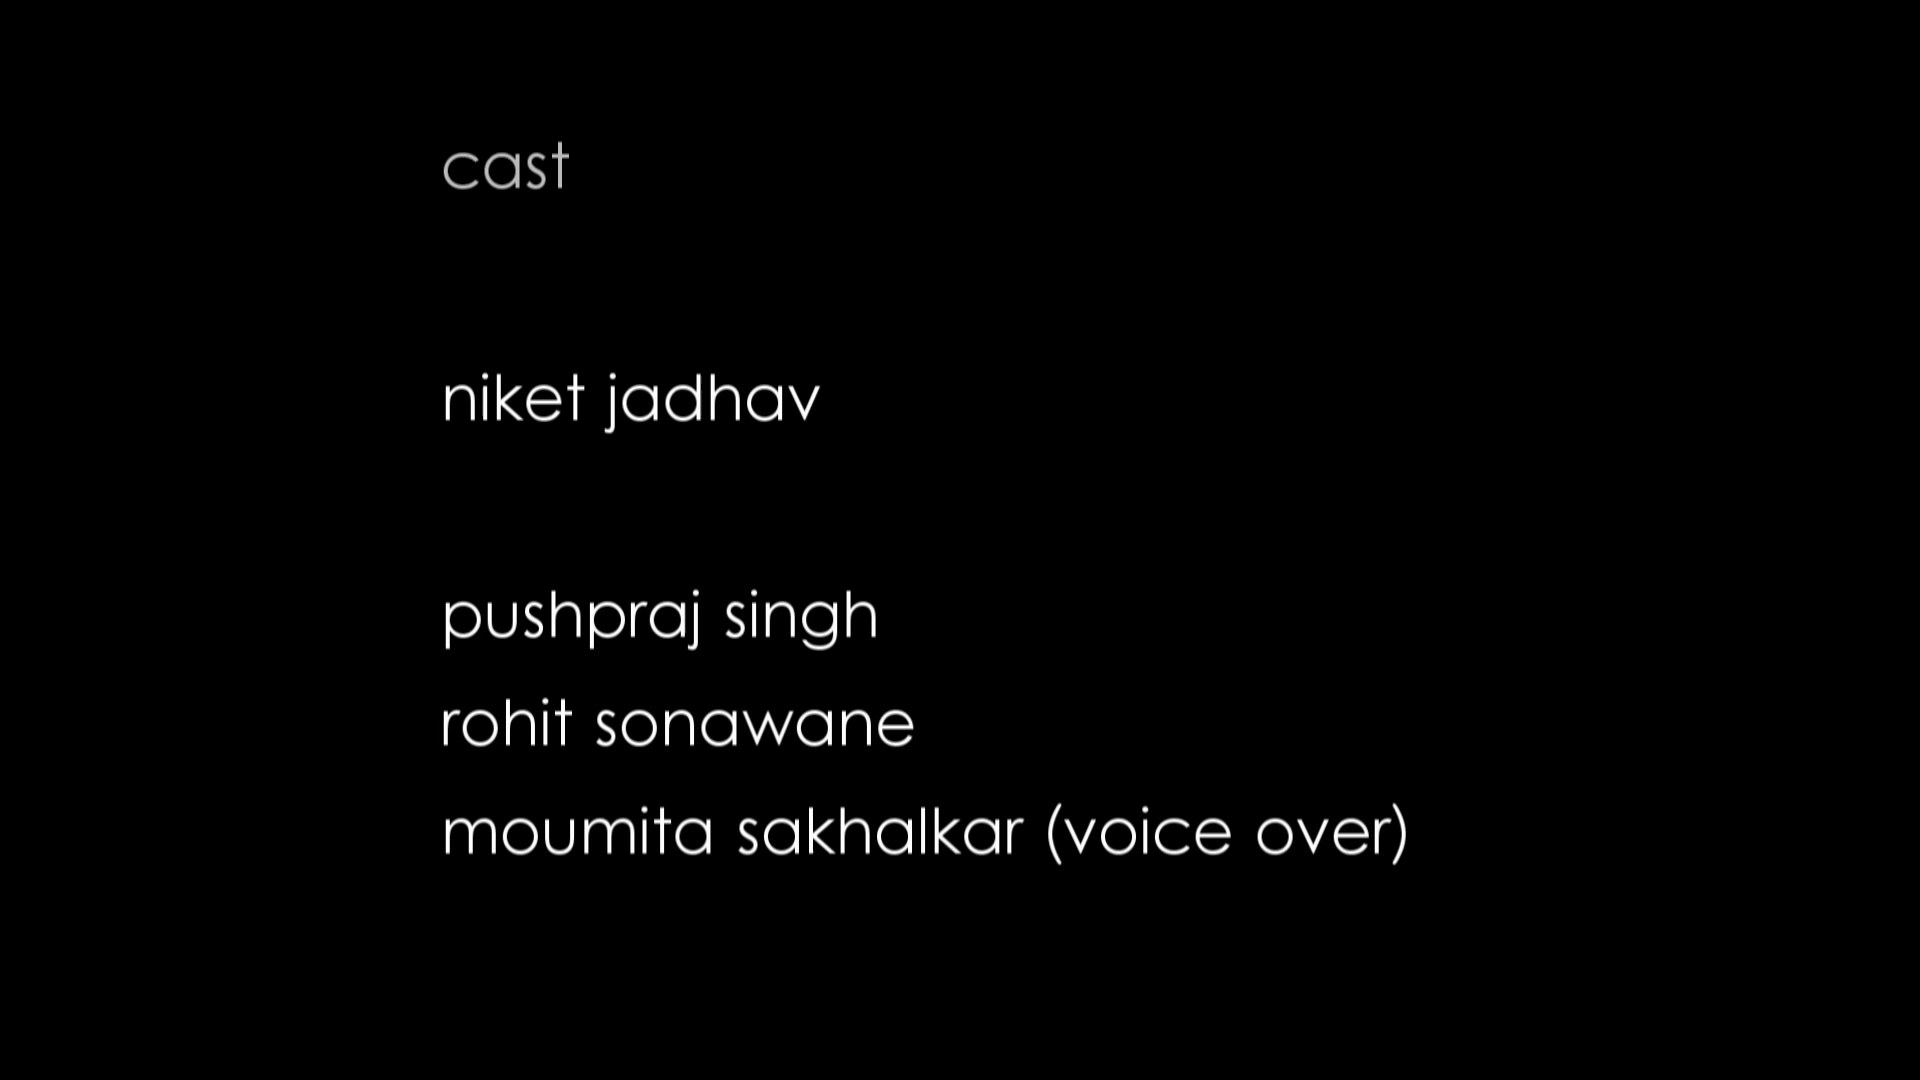 cast
niket jadhav
pushpraj singh
rohit sonawane
moumita sakhalkar (voice over)